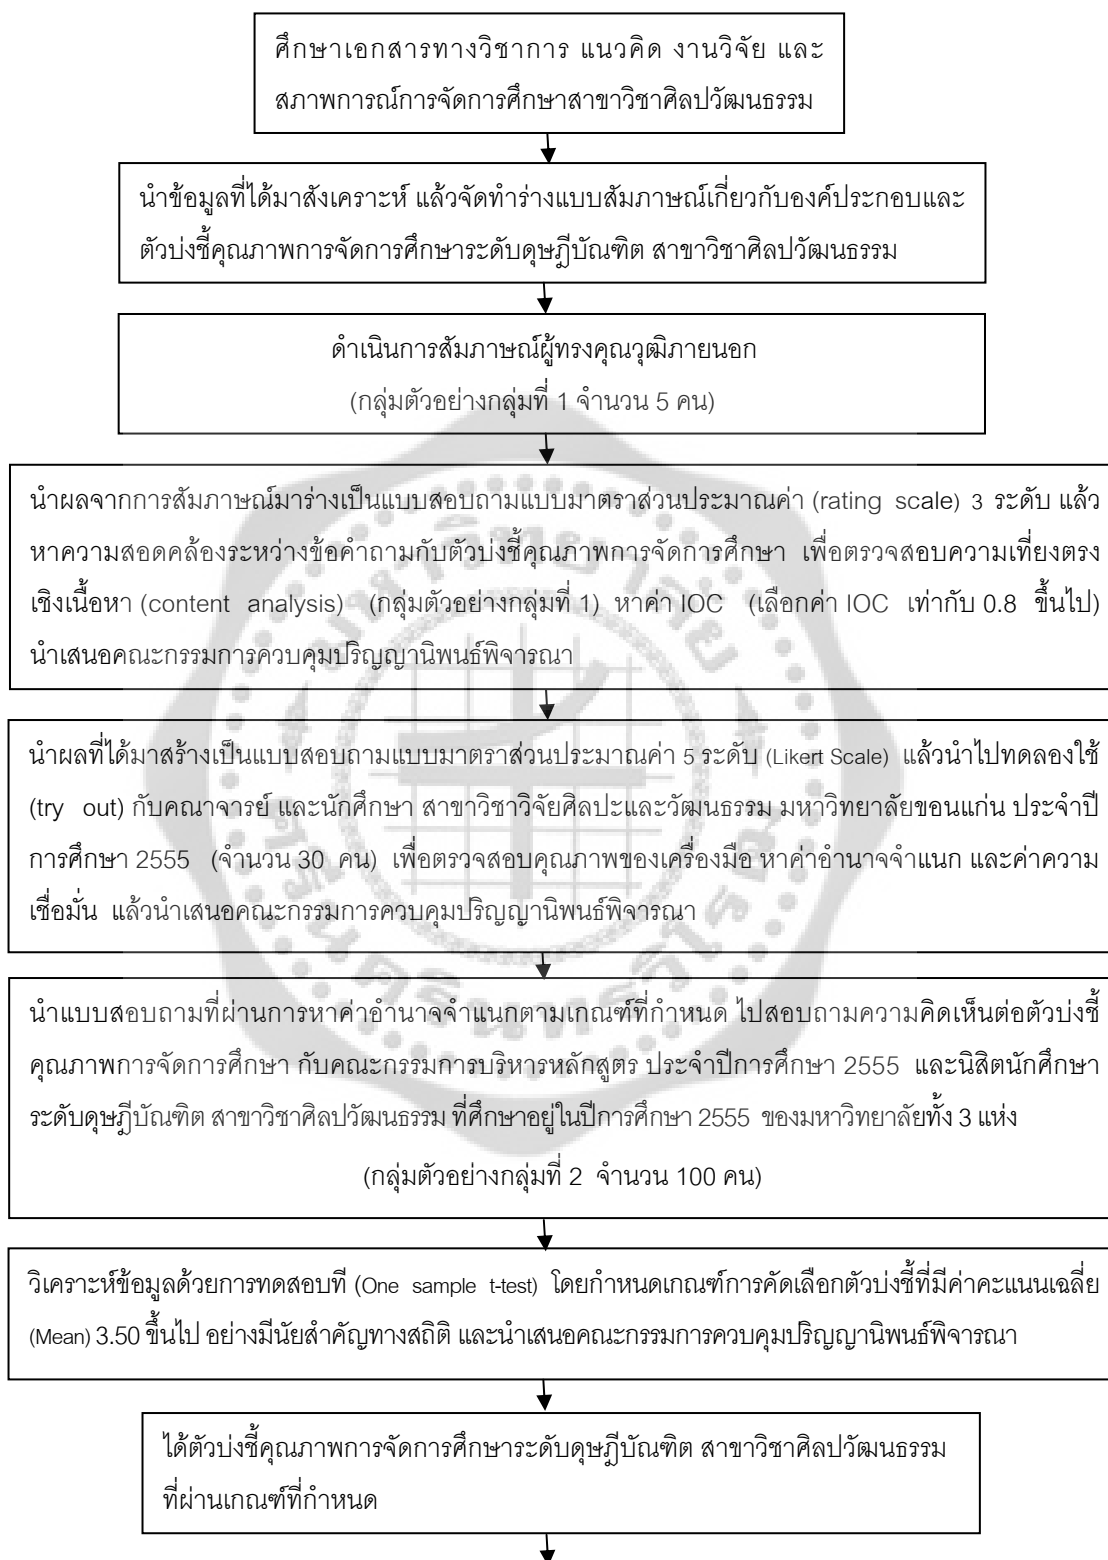 ศึกษาเอกสารทางวิชาการ แนวคิด งานวิจัย และ
สภาพการณ์การจัดการศึกษาสาขาวิชาศิลปวัฒนธรรม
นำข้อมูลที่ได้มาสังเคราะห์ แล้วจัดทำร่างแบบสัมภาษณ์เกี่ยวกับองค์ประกอบและ
ตัวบ่งชี้คุณภาพการจัดการศึกษาระดับดุษฎีบัณฑิต สาขาวิชาศิลปวัฒนธรรม
ดำเนินการสัมภาษณ์ผู้ทรงคุณวุฒิภายนอก
(กลุ่มตัวอย่างกลุ่มที่ 1 จำนวน 5 คน)
นำผลจากการสัมภาษณ์มาร่างเป็นแบบสอบถามแบบมาตราส่วนประมาณค่า (rating scale) 3 ระดับ แล้ว
หาความสอดคล้องระหว่างข้อคำถามกับตัวบ่งชี้คุณภาพการจัดการศึกษา เพื่อตรวจสอบความเที่ยงตรง
เชิงเนื้อหา (content analysis) (กลุ่มตัวอย่างกลุ่มที่ 1) หาค่า IOC (เลือกค่า IOC เท่ากับ 0.8 ขึ้นไป)
นำเสนอคณะกรรมการควบคุมปริญญานิพนธ์พิจารณา
นำผลที่ได้มาสร้างเป็นแบบสอบถามแบบมาตราส่วนประมาณค่า 5 ระดับ (Likert Scale) แล้วนำไปทดลองใช้
(try out) กับคณาจารย์ และนักศึกษา สาขาวิชาวิจัยศิลปะและวัฒนธรรม มหาวิทยาลัยขอนแก่น ประจำปี
การศึกษา 2555 (จำนวน 30 คน) เพื่อตรวจสอบคุณภาพของเครื่องมือ หาค่าอำนาจจำแนก และค่าความ
เชื่อมั่น แล้วนำเสนอคณะกรรมการควบคุมปริญญานิพนธ์พิจารณา
นำแบบสอบถามที่ผ่านการหาค่าอำนาจจำแนกตามเกณฑ์ที่กำหนด ไปสอบถามความคิดเห็นต่อตัวบ่งชี้
คุณภาพการจัดการศึกษา กับคณะกรรมการบริหารหลักสูตร ประจำปีการศึกษา 2555 และนิสิตนักศึกษา
ระดับดุษฎีบัณฑิต สาขาวิชาศิลปวัฒนธรรม ที่ศึกษาอยู่ในปีการศึกษา 2555 ของมหาวิทยาลัยทั้ง 3 แห่ง
(กลุ่มตัวอย่างกลุ่มที่ 2 จำนวน 100 คน)
วิเคราะห์ข้อมูลด้วยการทดสอบที (One sample t-test) โดยกำหนดเกณฑ์การคัดเลือกตัวบ่งชี้ที่มีค่าคะแนนเฉลี่ย
(Mean) 3.50 ขึ้นไป อย่างมีนัยสำคัญทางสถิติ และนำเสนอคณะกรรมการควบคุมปริญญานิพนธ์พิจารณา
ได้ตัวบ่งชี้คุณภาพการจัดการศึกษาระดับดุษฎีบัณฑิต สาขาวิชาศิลปวัฒนธรรม
ที่ผ่านเกณฑ์ที่กำหนด
มหาวิทยาลัย
ศรีนครินทรวิโรฒ